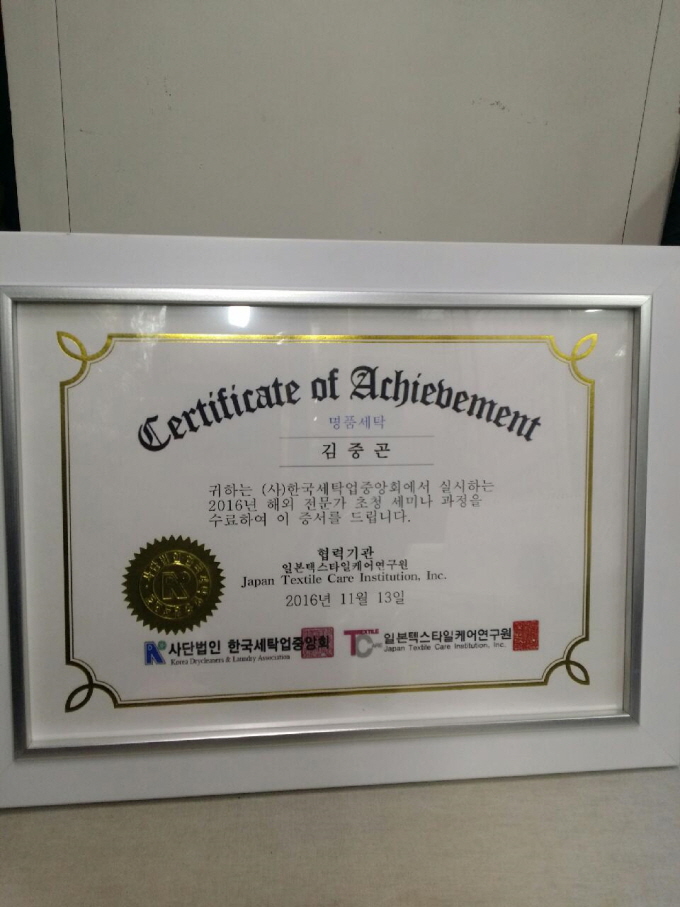 Certificate of Achievement
명품세탁
김중곤
귀하는 (사)한국세탁업중앙회에서 실시하는
2016년 해외 전문가 초청 세미나 과정을
수료하여 이 증서를 드립니다.
협력기관
일본텍스타일케어연구원
Japan Textile Care Institution, Inc.
2016년 11월 13일
사단법인 한국세탁업중앙회
Korea Drycleaners & Laundry Association
일본텍스타일케어연구원
Japan Textile Care Institution, Inc.